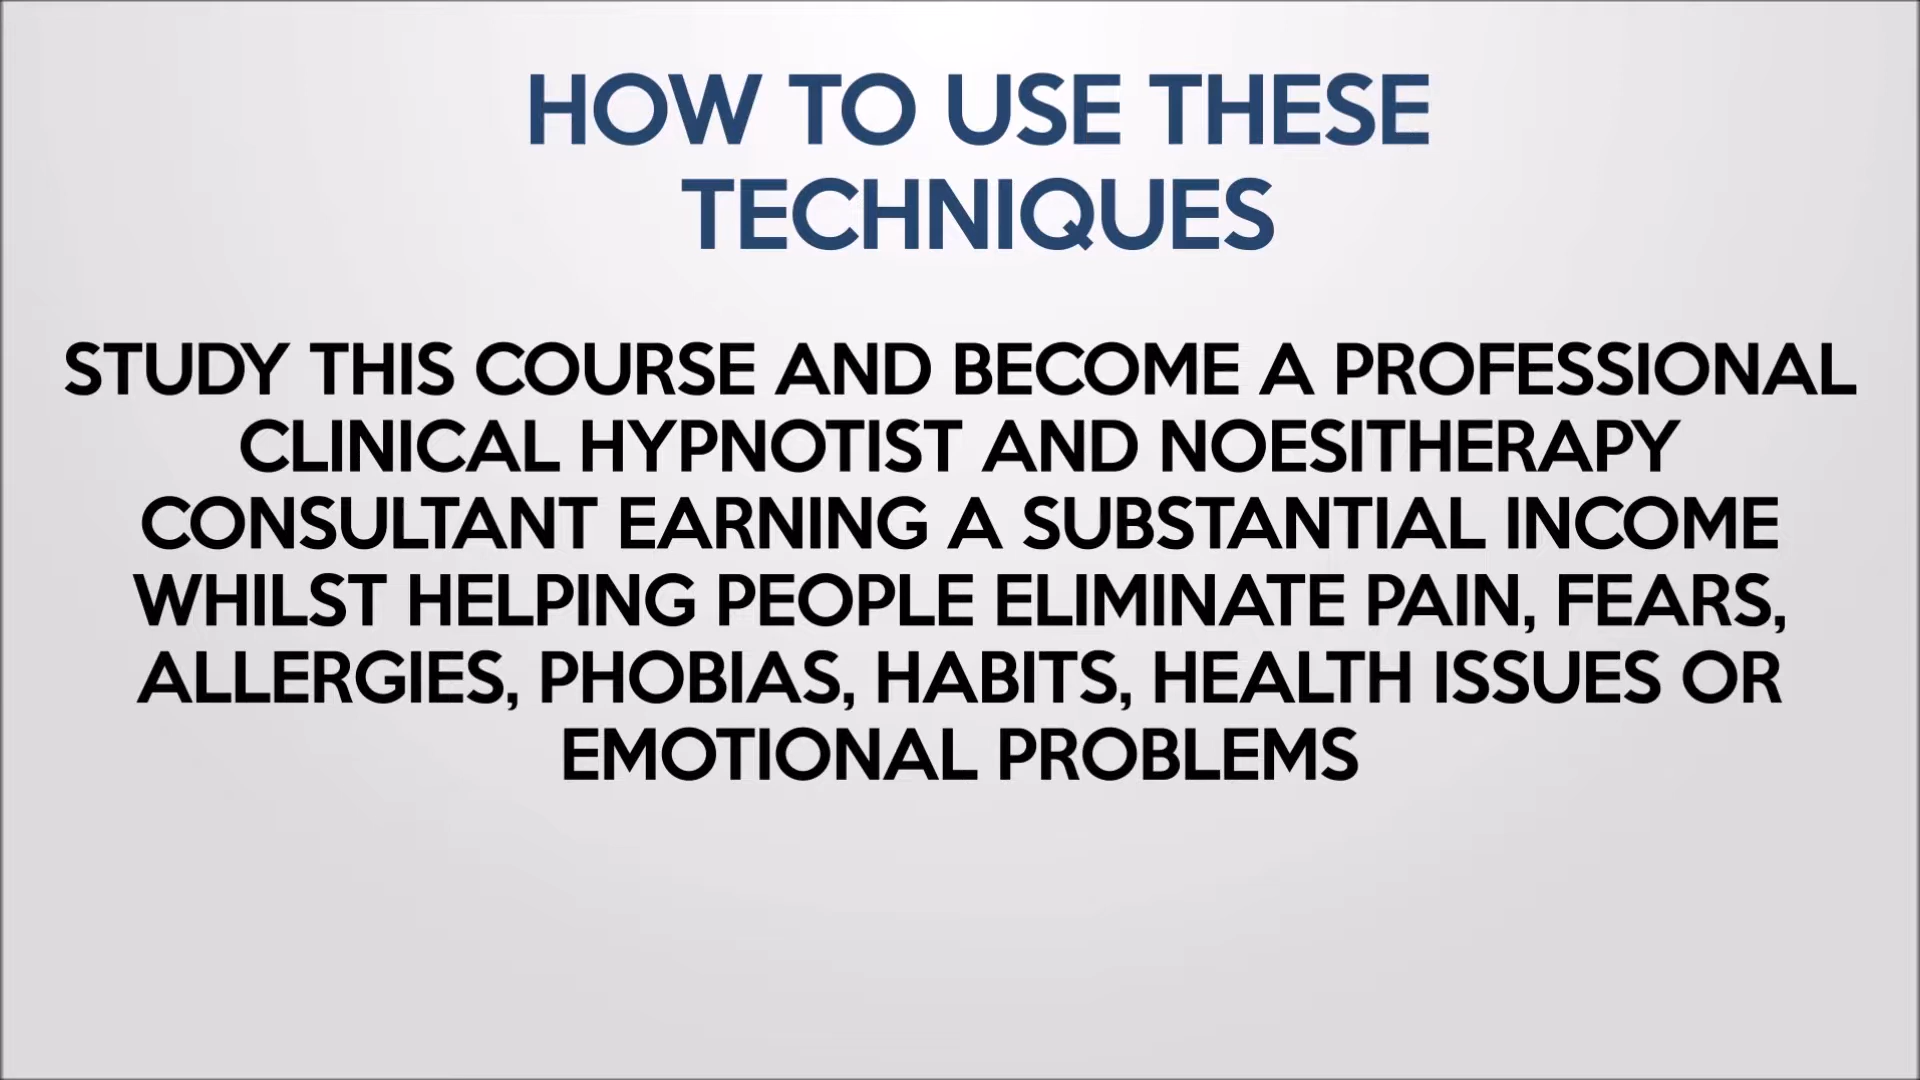 HOW TO USE THESE
TECHNIQUES
STUDY THIS COURSE AND BECOME A PROFESSIONAL
CLINICAL HYPNOTIST AND NOESITHERAPY
CONSULTANT EARNING A SUBSTANTIAL INCOME
WHILST HELPING PEOPLE ELIMINATE PAIN, FEARS,
ALLERGIES, PHOBIAS, HABITS, HEALTH ISSUES OR
EMOTIONAL PROBLEMS